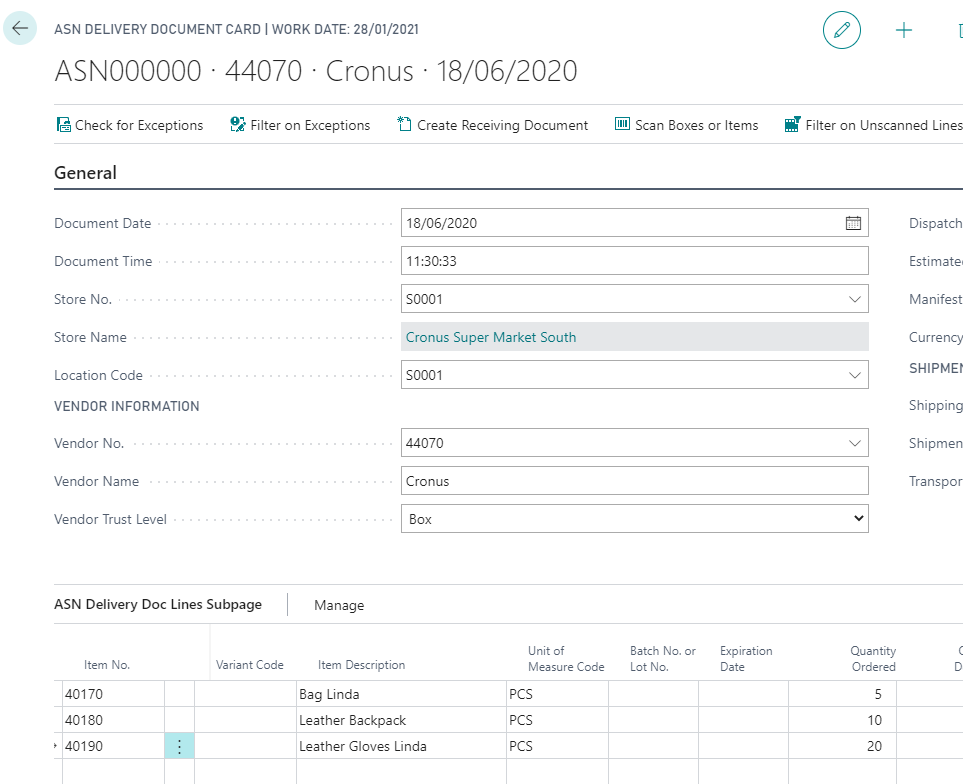 ASN DELIVERY DOCUMENT CARD | WORK DATE: 28/01/2021
ASN000000 · 44070 · Cronus · 18/06/2020
Check for Exceptions Filter on Exceptions Create Receiving Document Scan Boxes or Items Filter on Unscanned Lines
General
Document Date 18/06/2020 Dispatch
Document Time 11:30:33 Estimated
Store No. S0001 Manifest
Store Name Cronus Super Market South Currency
Location Code S0001 SHIPMEN
VENDOR INFORMATION Shipping
Vendor No. 44070 Shipmen
Vendor Name Cronus Transpor
Vendor Trust Level Box
ASN Delivery Doc Lines Subpage Manage
Item No. Variant Code Item Description Unit of Measure Code Batch No. or Lot No. Expiration Date Quantity Ordered
40170 Bag Linda PCS 5
40180 Leather Backpack PCS 10
40190 Leather Gloves Linda PCS 20